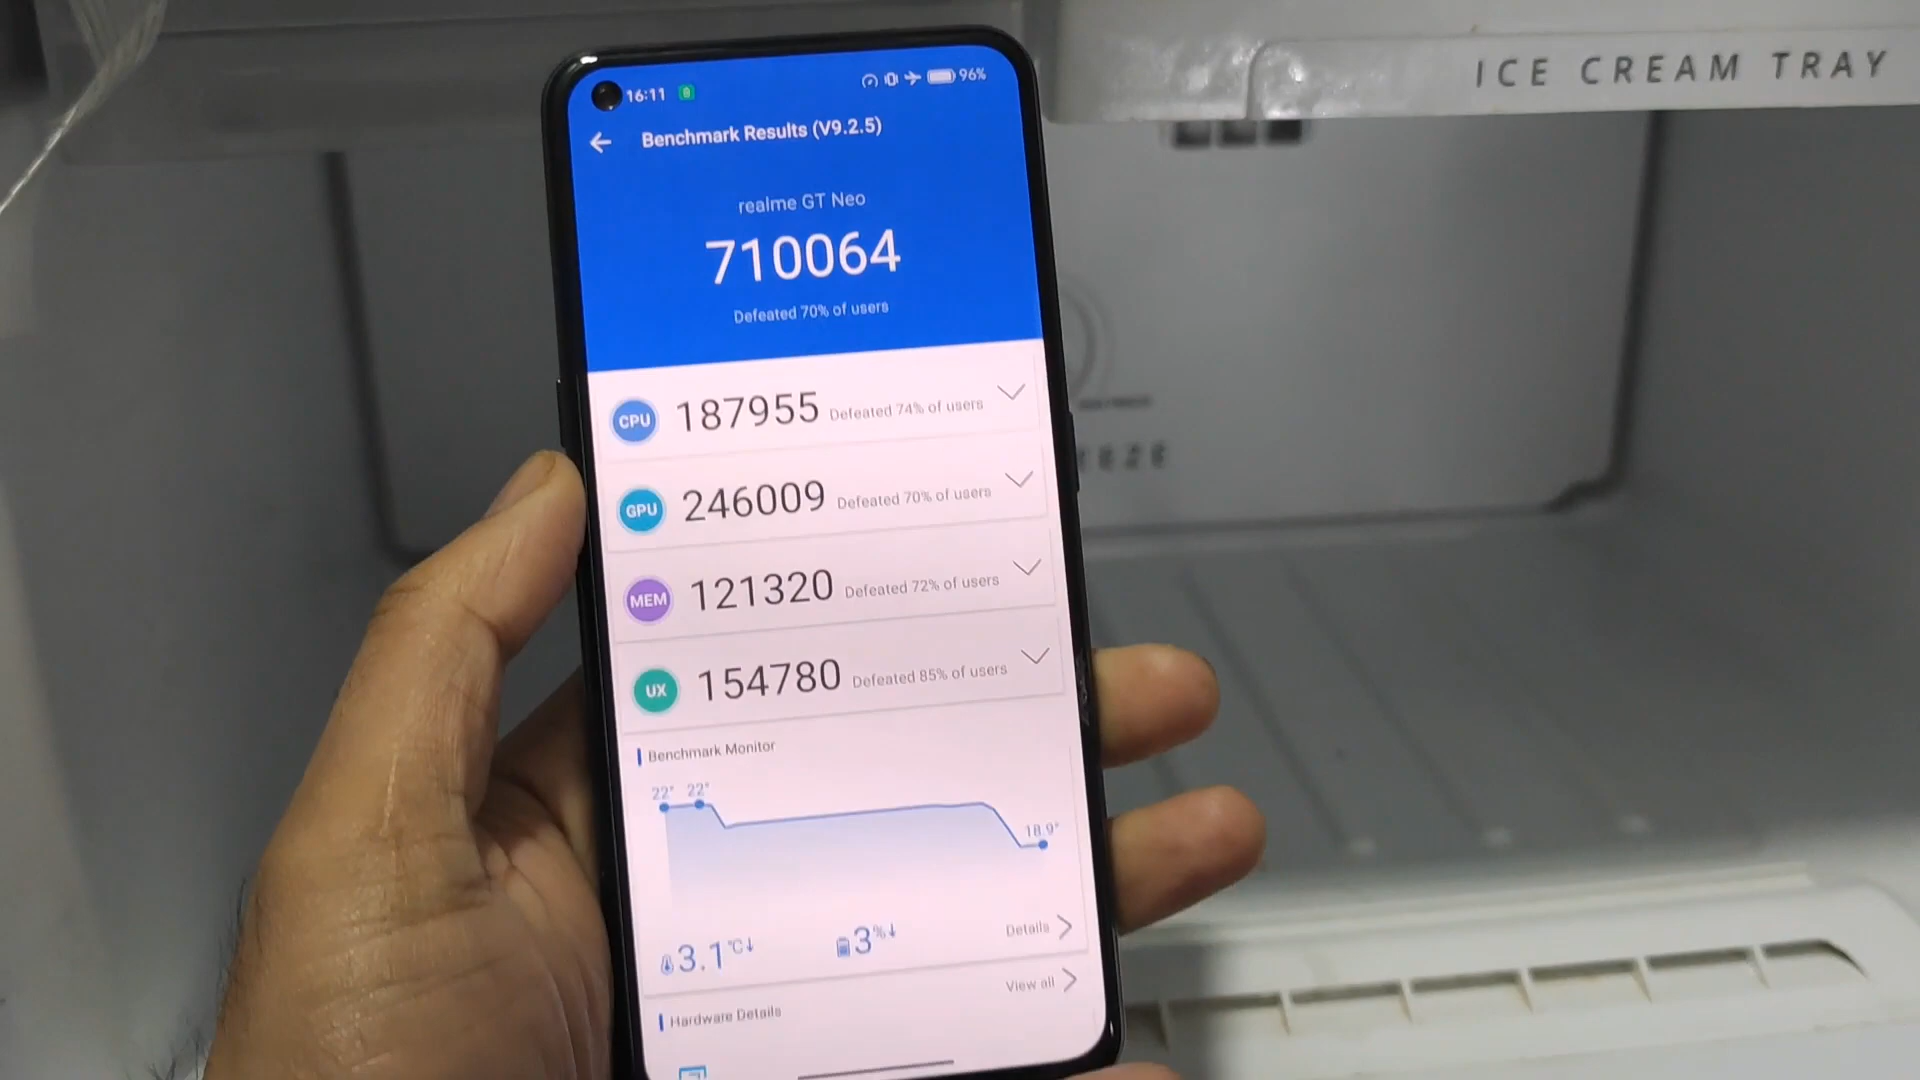 ICE CREAM TRAY
16:11 96%
Benchmark Results (V9.2.5)
realme GT Neo
710064
Defeated 70% of users
CPU 187955 Defeated 74% of users
GPU 246009 Defeated 70% of users
MEM 121320 Defeated 72% of users
UX 154780 Defeated 85% of users
Benchmark Monitor
22° 22° 18.9°
3.1°C↓ 3%↓ Details
Hardware Details View all